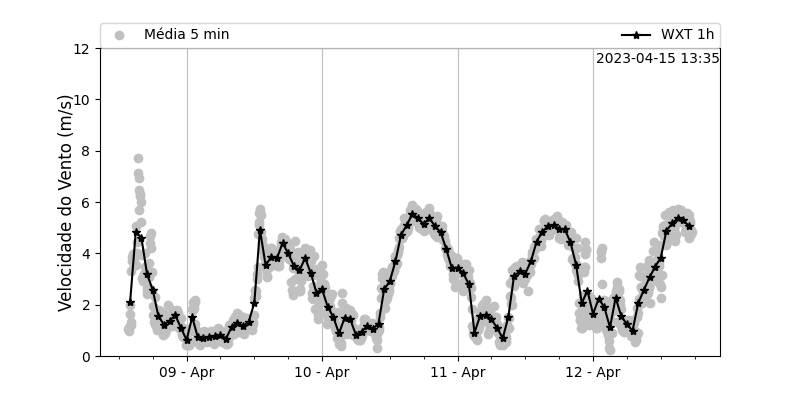 Média 5 min
WXT 1h
2023-04-15 13:35
Velocidade do Vento (m/s)
12
10
8
6
4
2
0
09 - Apr
10 - Apr
11 - Apr
12 - Apr